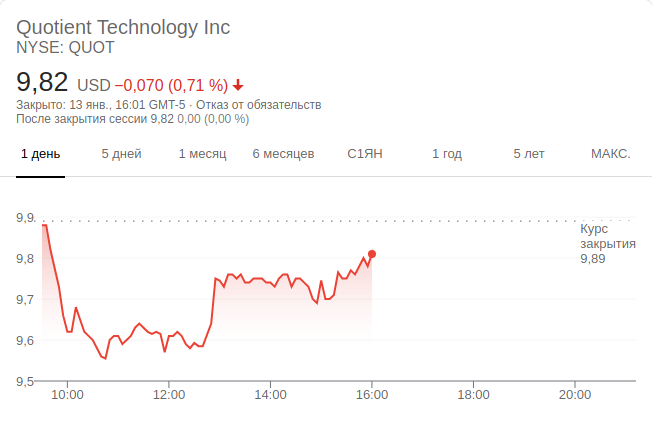 Quotient Technology Inc
NYSE: QUOT
9,82 USD −0,070 (0,71 %)
Закрыто: 13 янв., 16:01 GMT-5 · Отказ от обязательств
После закрытия сессии 9,82 0,00 (0,00 %)
1 день 5 дней 1 месяц 6 месяцев С1ЯН 1 год 5 лет МАКС.
9,9
Курс
закрытия
9,89
9,8
9,7
9,6
9,5
10:00 12:00 14:00 16:00 18:00 20:00